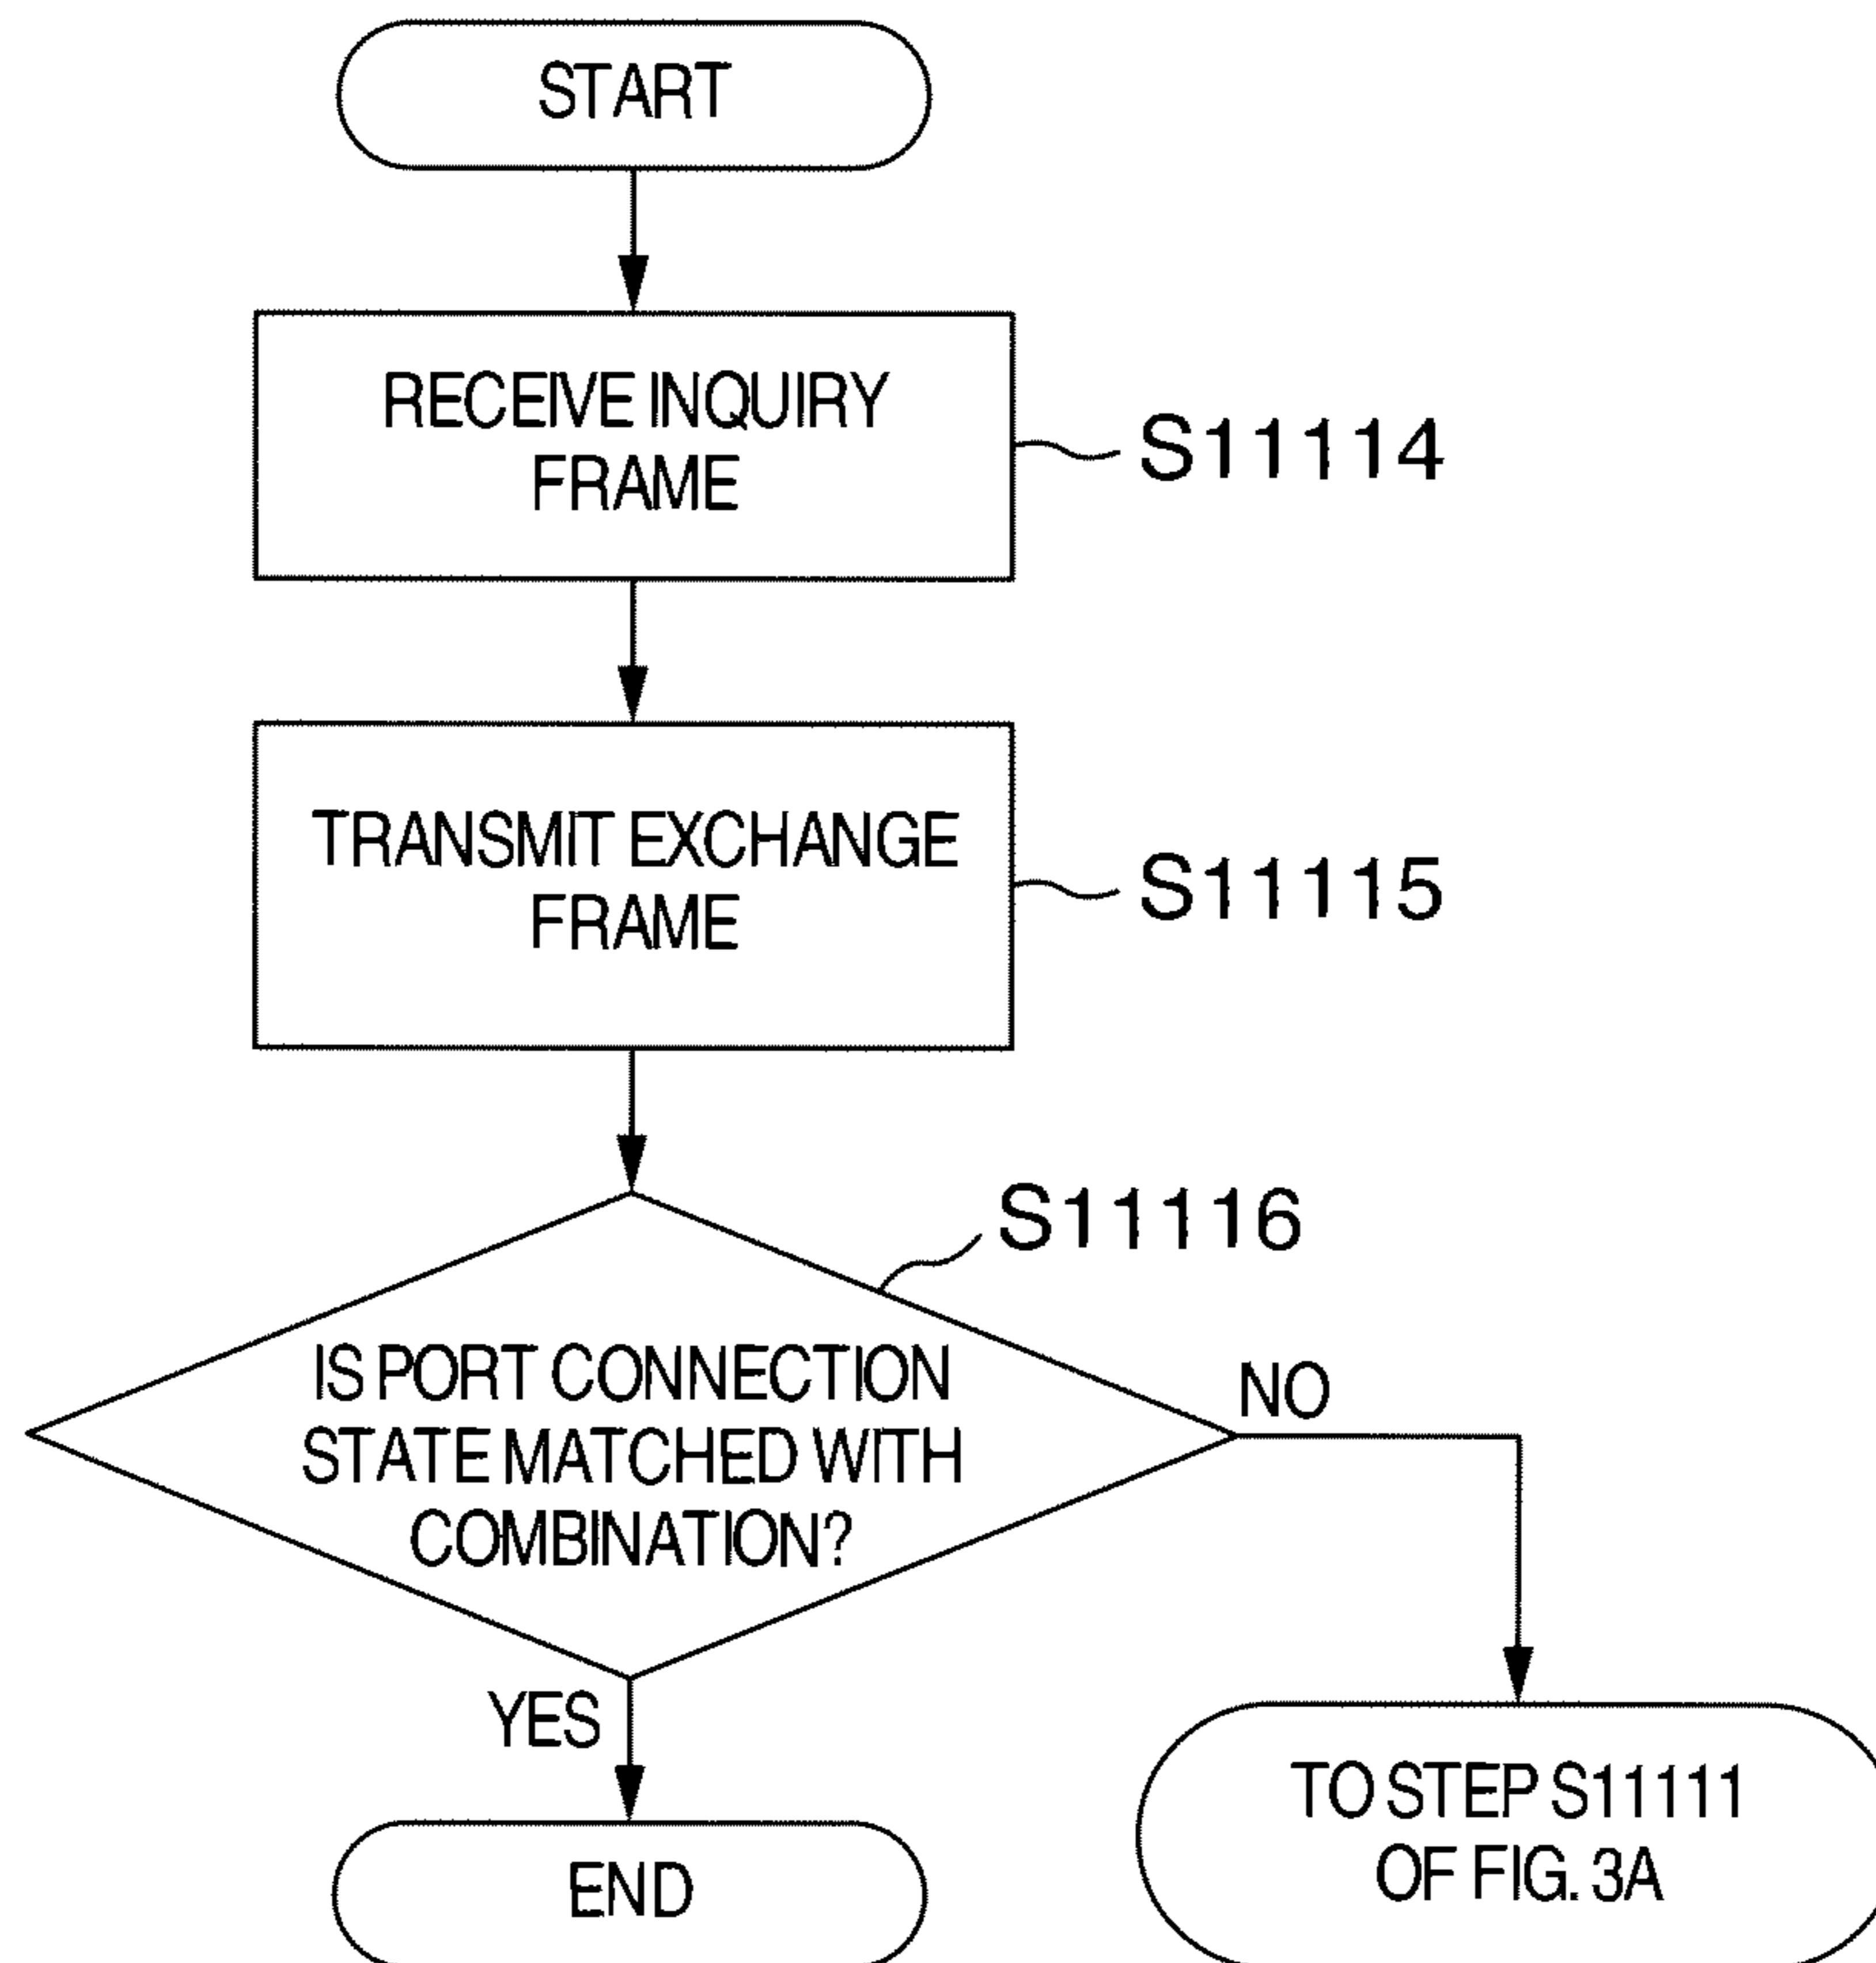 START
RECEIVE INQUIRY
FRAME
S11114
TRANSMIT EXCHANGE
FRAME
S11115
S11116
IS PORT CONNECTION
STATE MATCHED WITH
COMBINATION?
NO
YES
TO STEP S11111
OF FIG. 3A
END